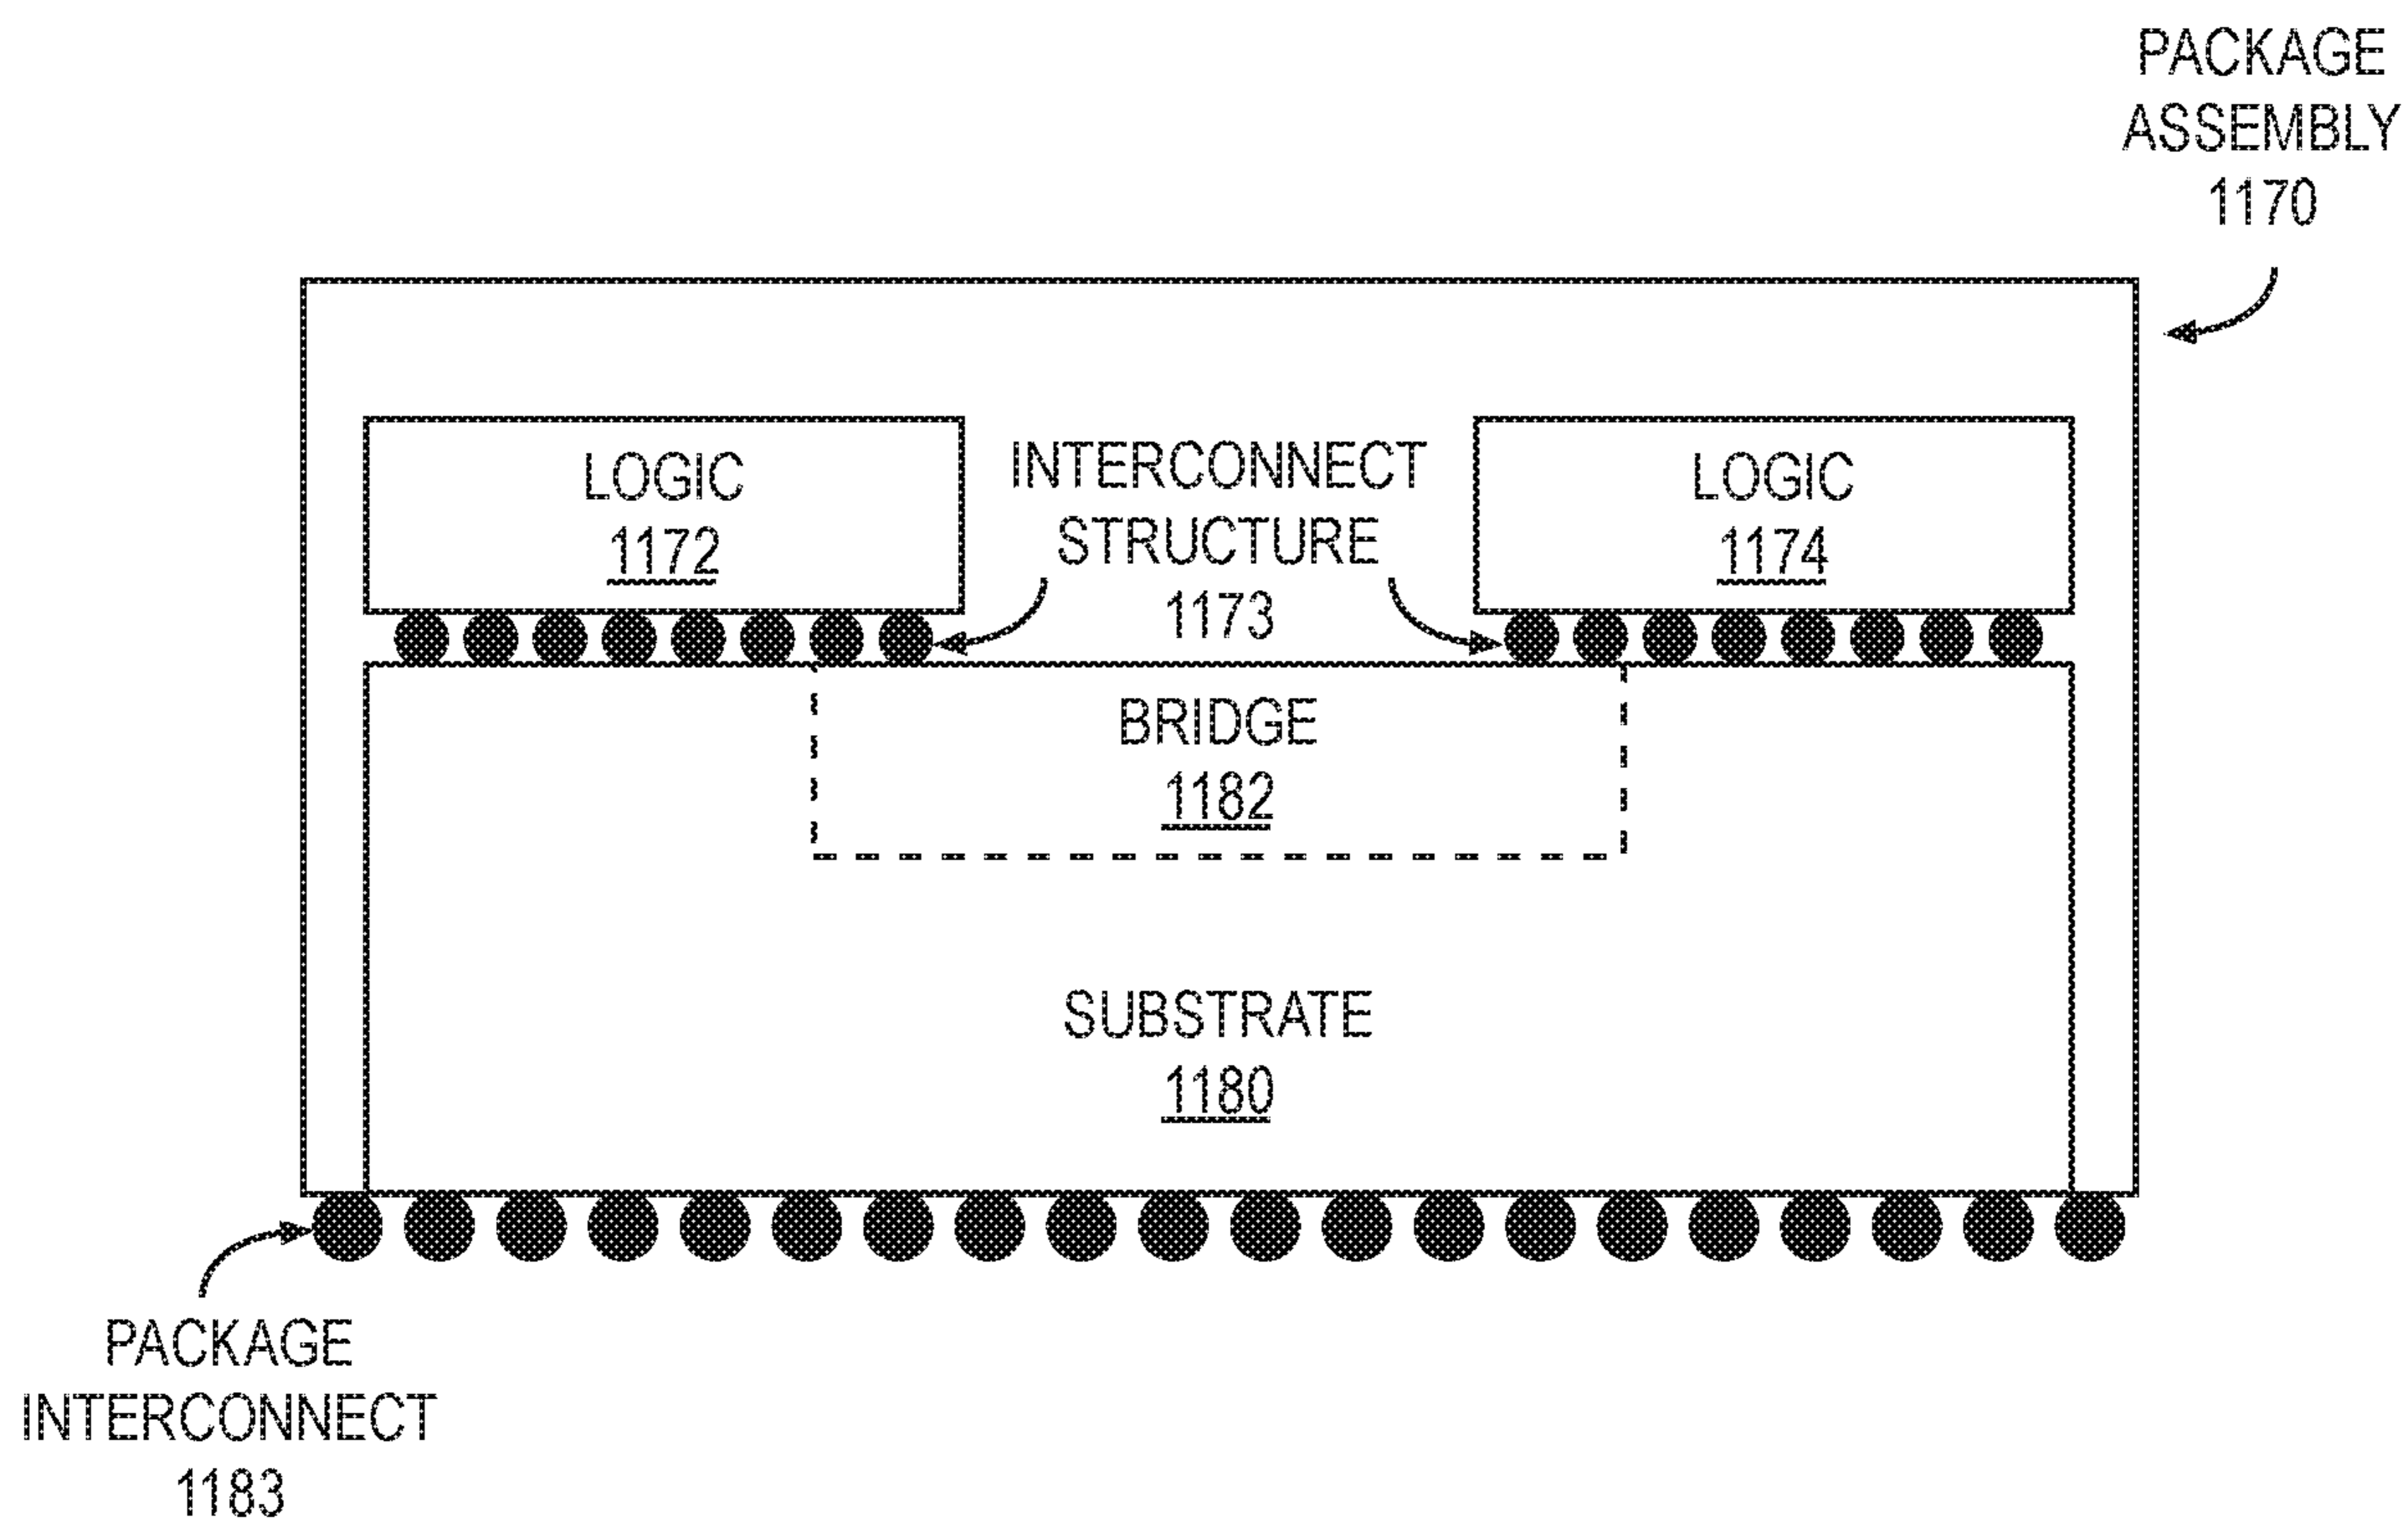 PACKAGE
ASSEMBLY
1170
LOGIC
1172
INTERCONNECT
STRUCTURE
1173
LOGIC
1174
BRIDGE
1182
SUBSTRATE
1180
PACKAGE
INTERCONNECT
1183